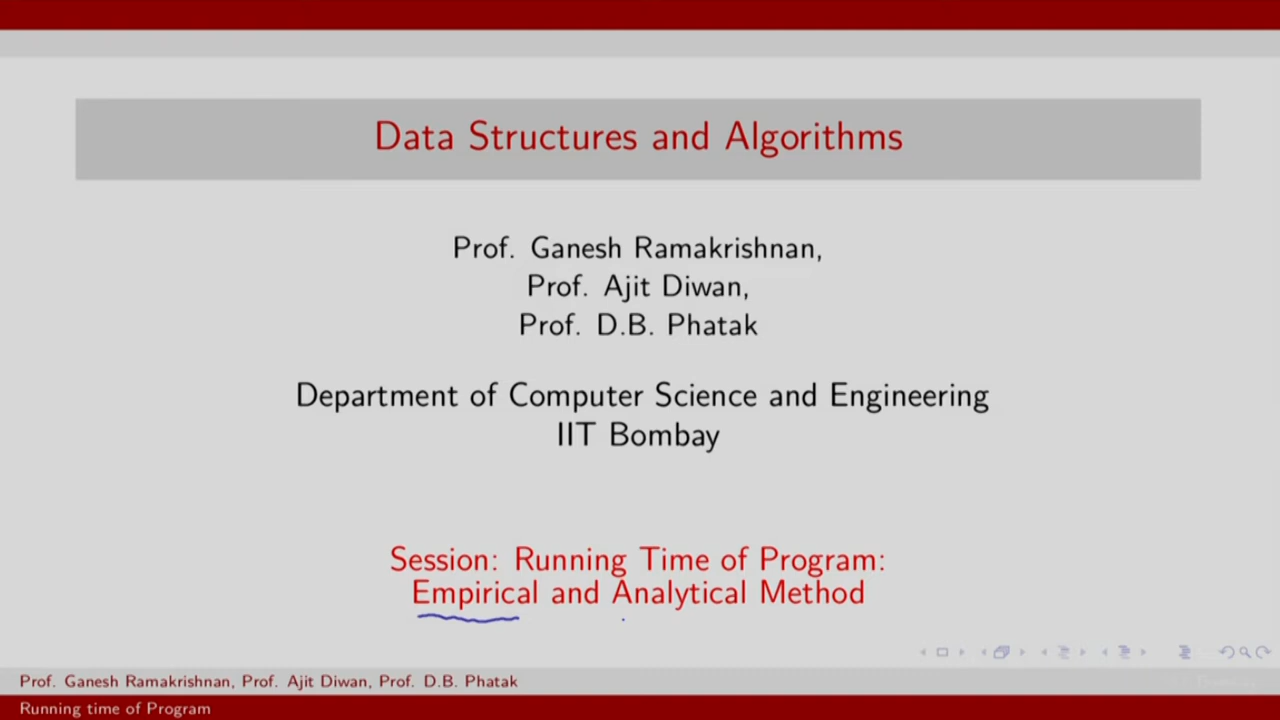 Data Structures and Algorithms
Prof. Ganesh Ramakrishnan,
Prof. Ajit Diwan,
Prof. D.B. Phatak
Department of Computer Science and Engineering
IIT Bombay
Session: Running Time of Program:
Empirical and Analytical Method
Prof. Ganesh Ramakrishnan, Prof. Ajit Diwan, Prof. D.B. Phatak
Running time of Program